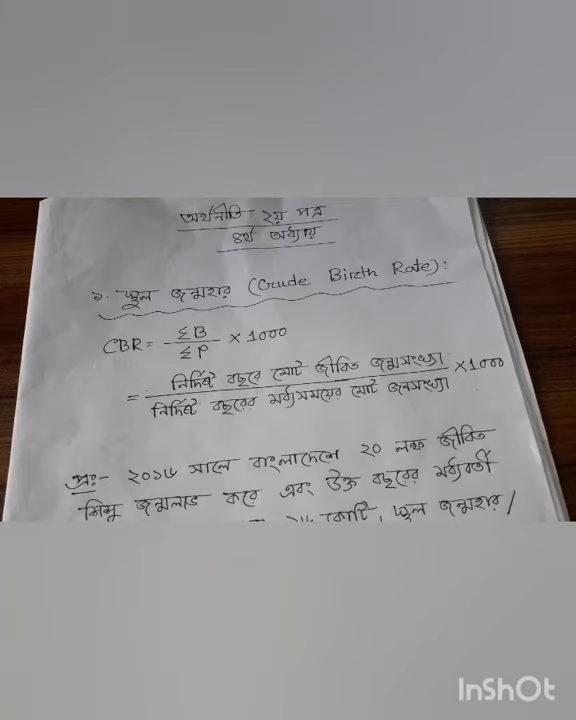 অর্থনীতি ২য় পত্র
৪র্থ অধ্যায়
১. স্থূল জন্মহার (Crude Birth Rate):
CBR = ΣB / ΣP × 1000
= নির্দিষ্ট বছরে মোট জীবিত জন্মসংখ্যা / নির্দিষ্ট বছরের মধ্যসময়ের মোট জনসংখ্যা × 1000
প্রঃ- ২০১৫ সালে বাংলাদেশে ২০ লক্ষ জীবিত
শিশু জন্মলাভ করে এবং উক্ত বছরের মধ্যবর্তী
কোটি, স্থূল জন্মহার/
InShOt